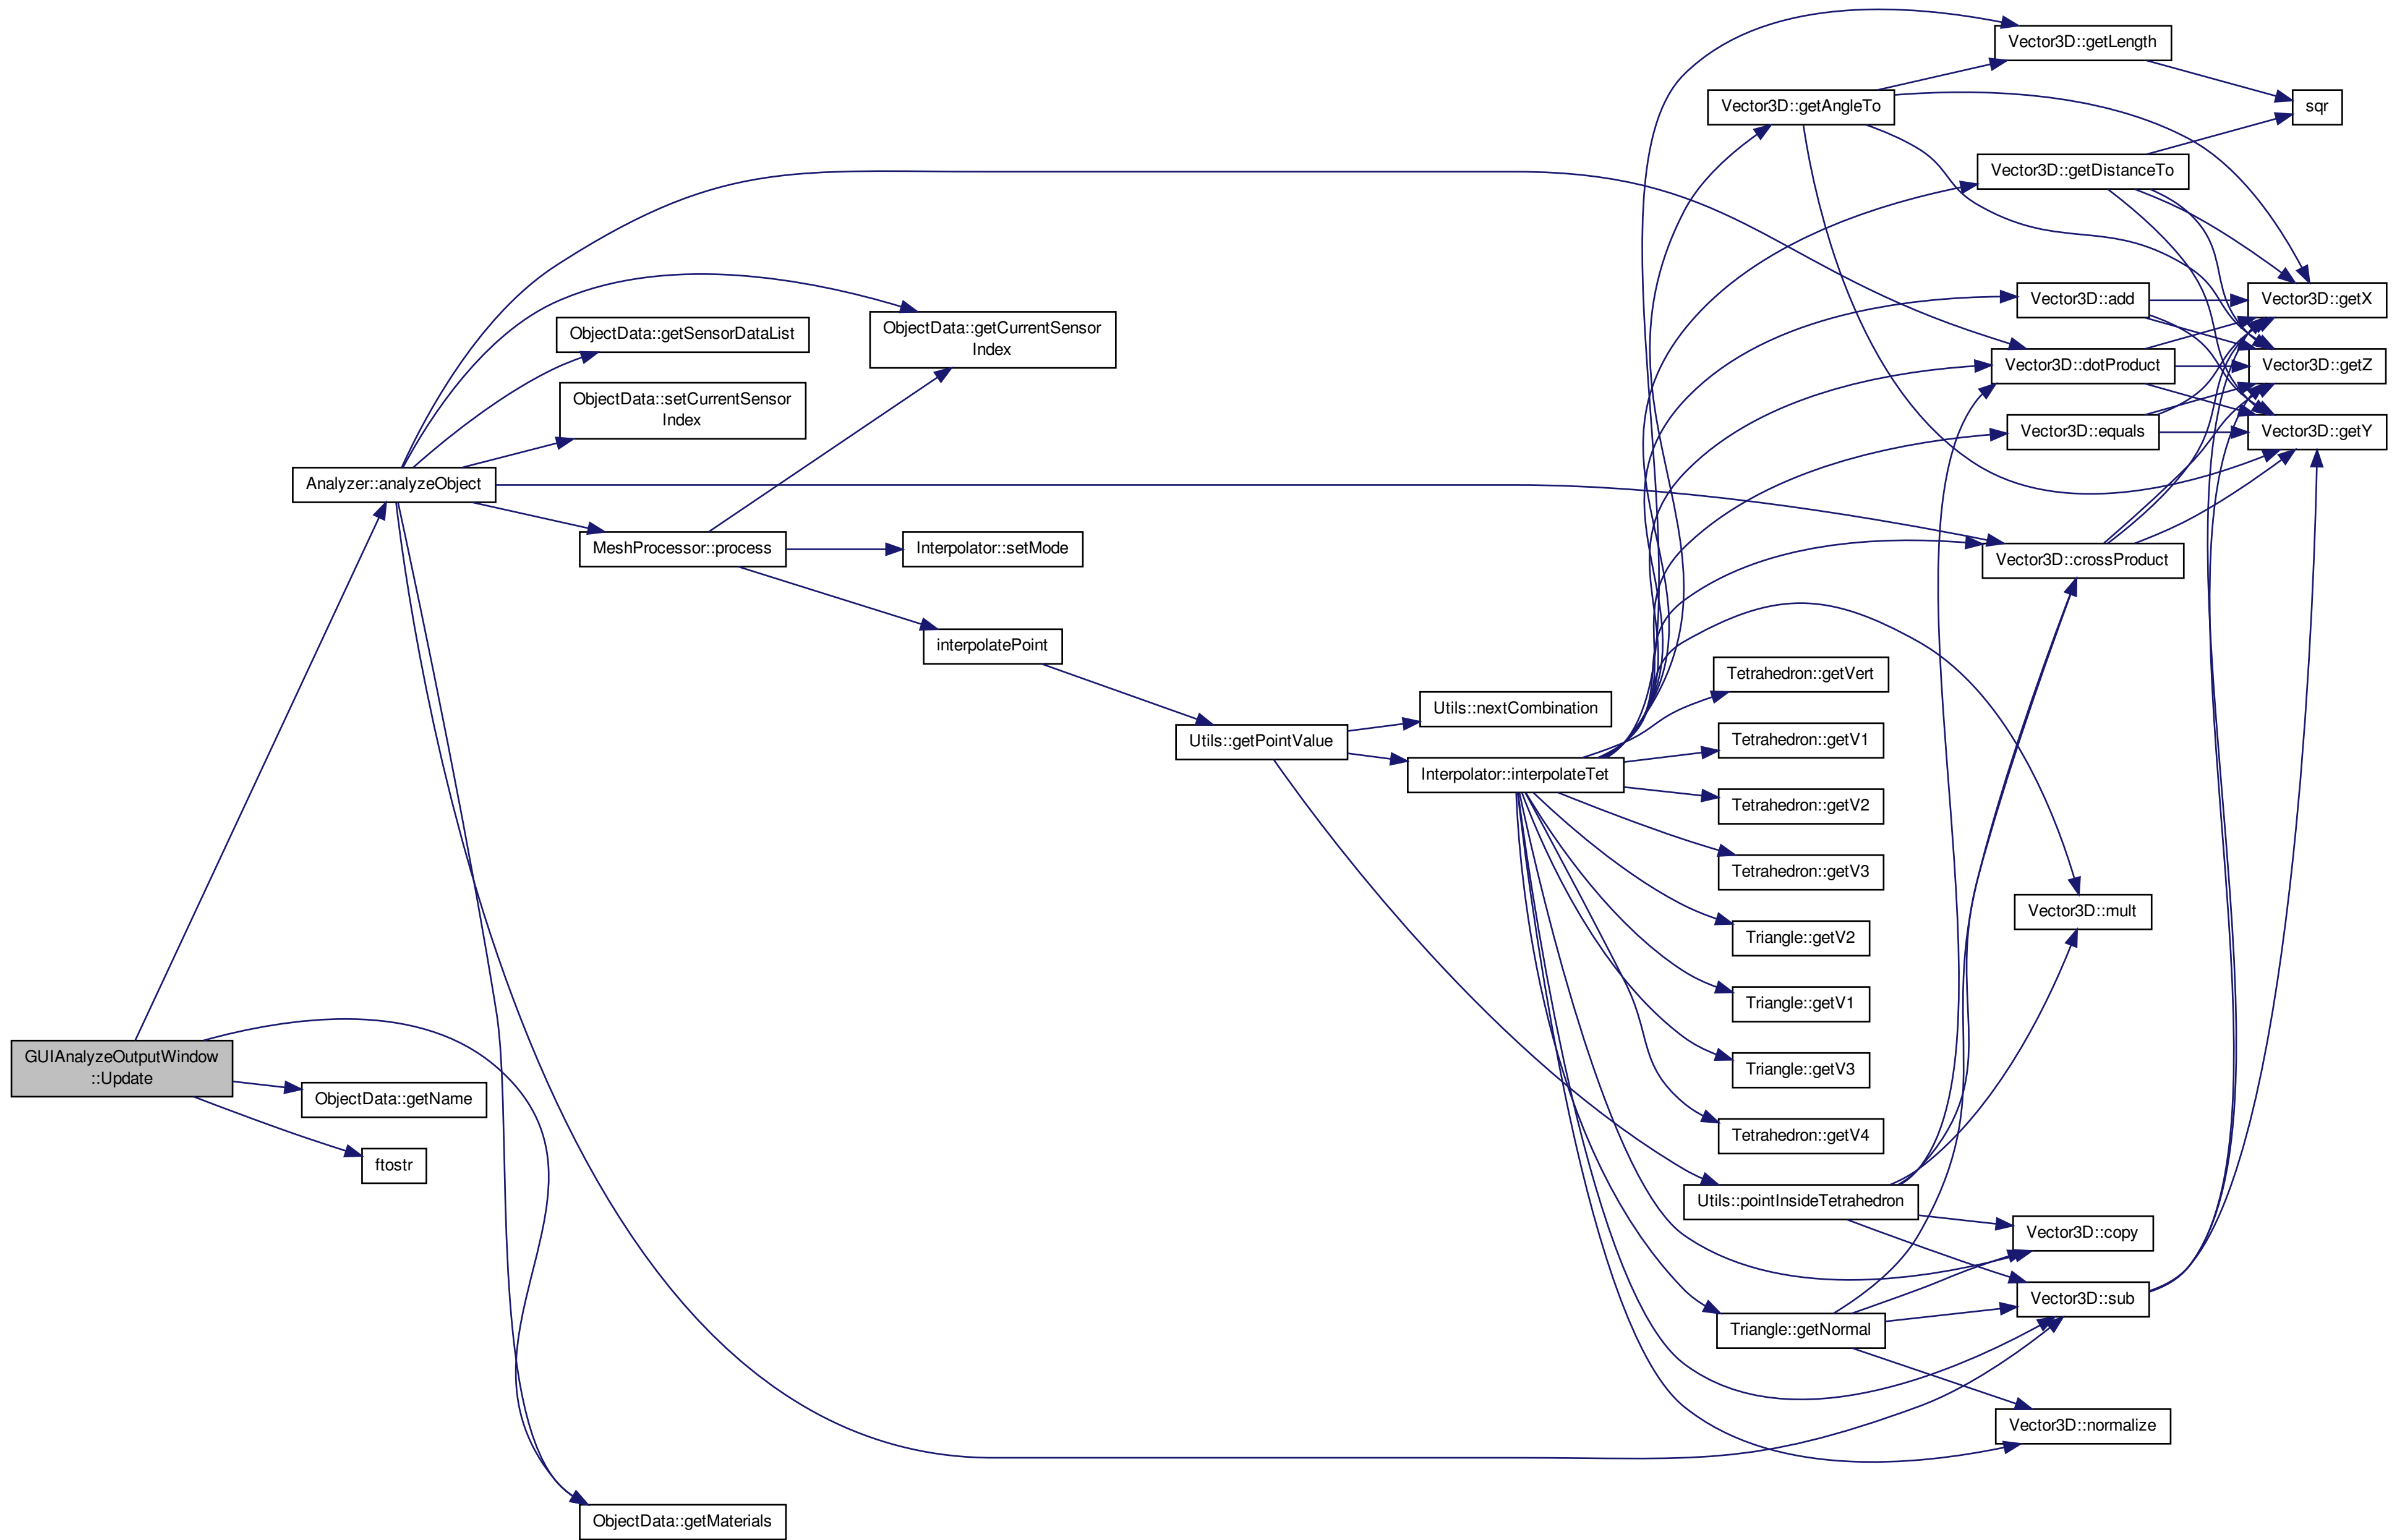 Vector3D::getLength
Vector3D::getAngleTo
sqr
Vector3D::getDistanceTo
Vector3D::add
Vector3D::getX
ObjectData::getSensorDataList
ObjectData::getCurrentSensor
Index
Vector3D::dotProduct
Vector3D::getZ
ObjectData::setCurrentSensor
Index
Vector3D::equals
Vector3D::getY
Analyzer::analyzeObject
MeshProcessor::process
Interpolator::setMode
Vector3D::crossProduct
interpolatePoint
Tetrahedron::getVert
Utils::nextCombination
Utils::getPointValue
Tetrahedron::getV1
Interpolator::interpolateTet
Tetrahedron::getV2
Tetrahedron::getV3
Vector3D::mult
Triangle::getV2
Triangle::getV1
GUIAnalyzeOutputWindow
::Update
Triangle::getV3
ObjectData::getName
Tetrahedron::getV4
ftostr
Utils::pointInsideTetrahedron
Vector3D::copy
Vector3D::sub
Triangle::getNormal
Vector3D::normalize
ObjectData::getMaterials